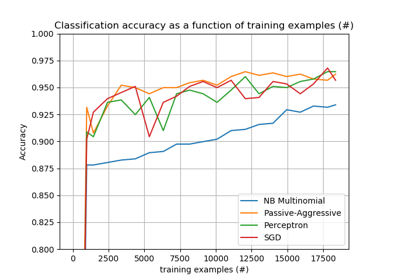 Classification accuracy as a function of training examples (#)
1.000
0.975
0.950
0.925
0.900
0.875
0.850
0.825
0.800
Accuracy
NB Multinomial
Passive-Aggressive
Perceptron
SGD
0 2500 5000 7500 10000 12500 15000 17500
training examples (#)